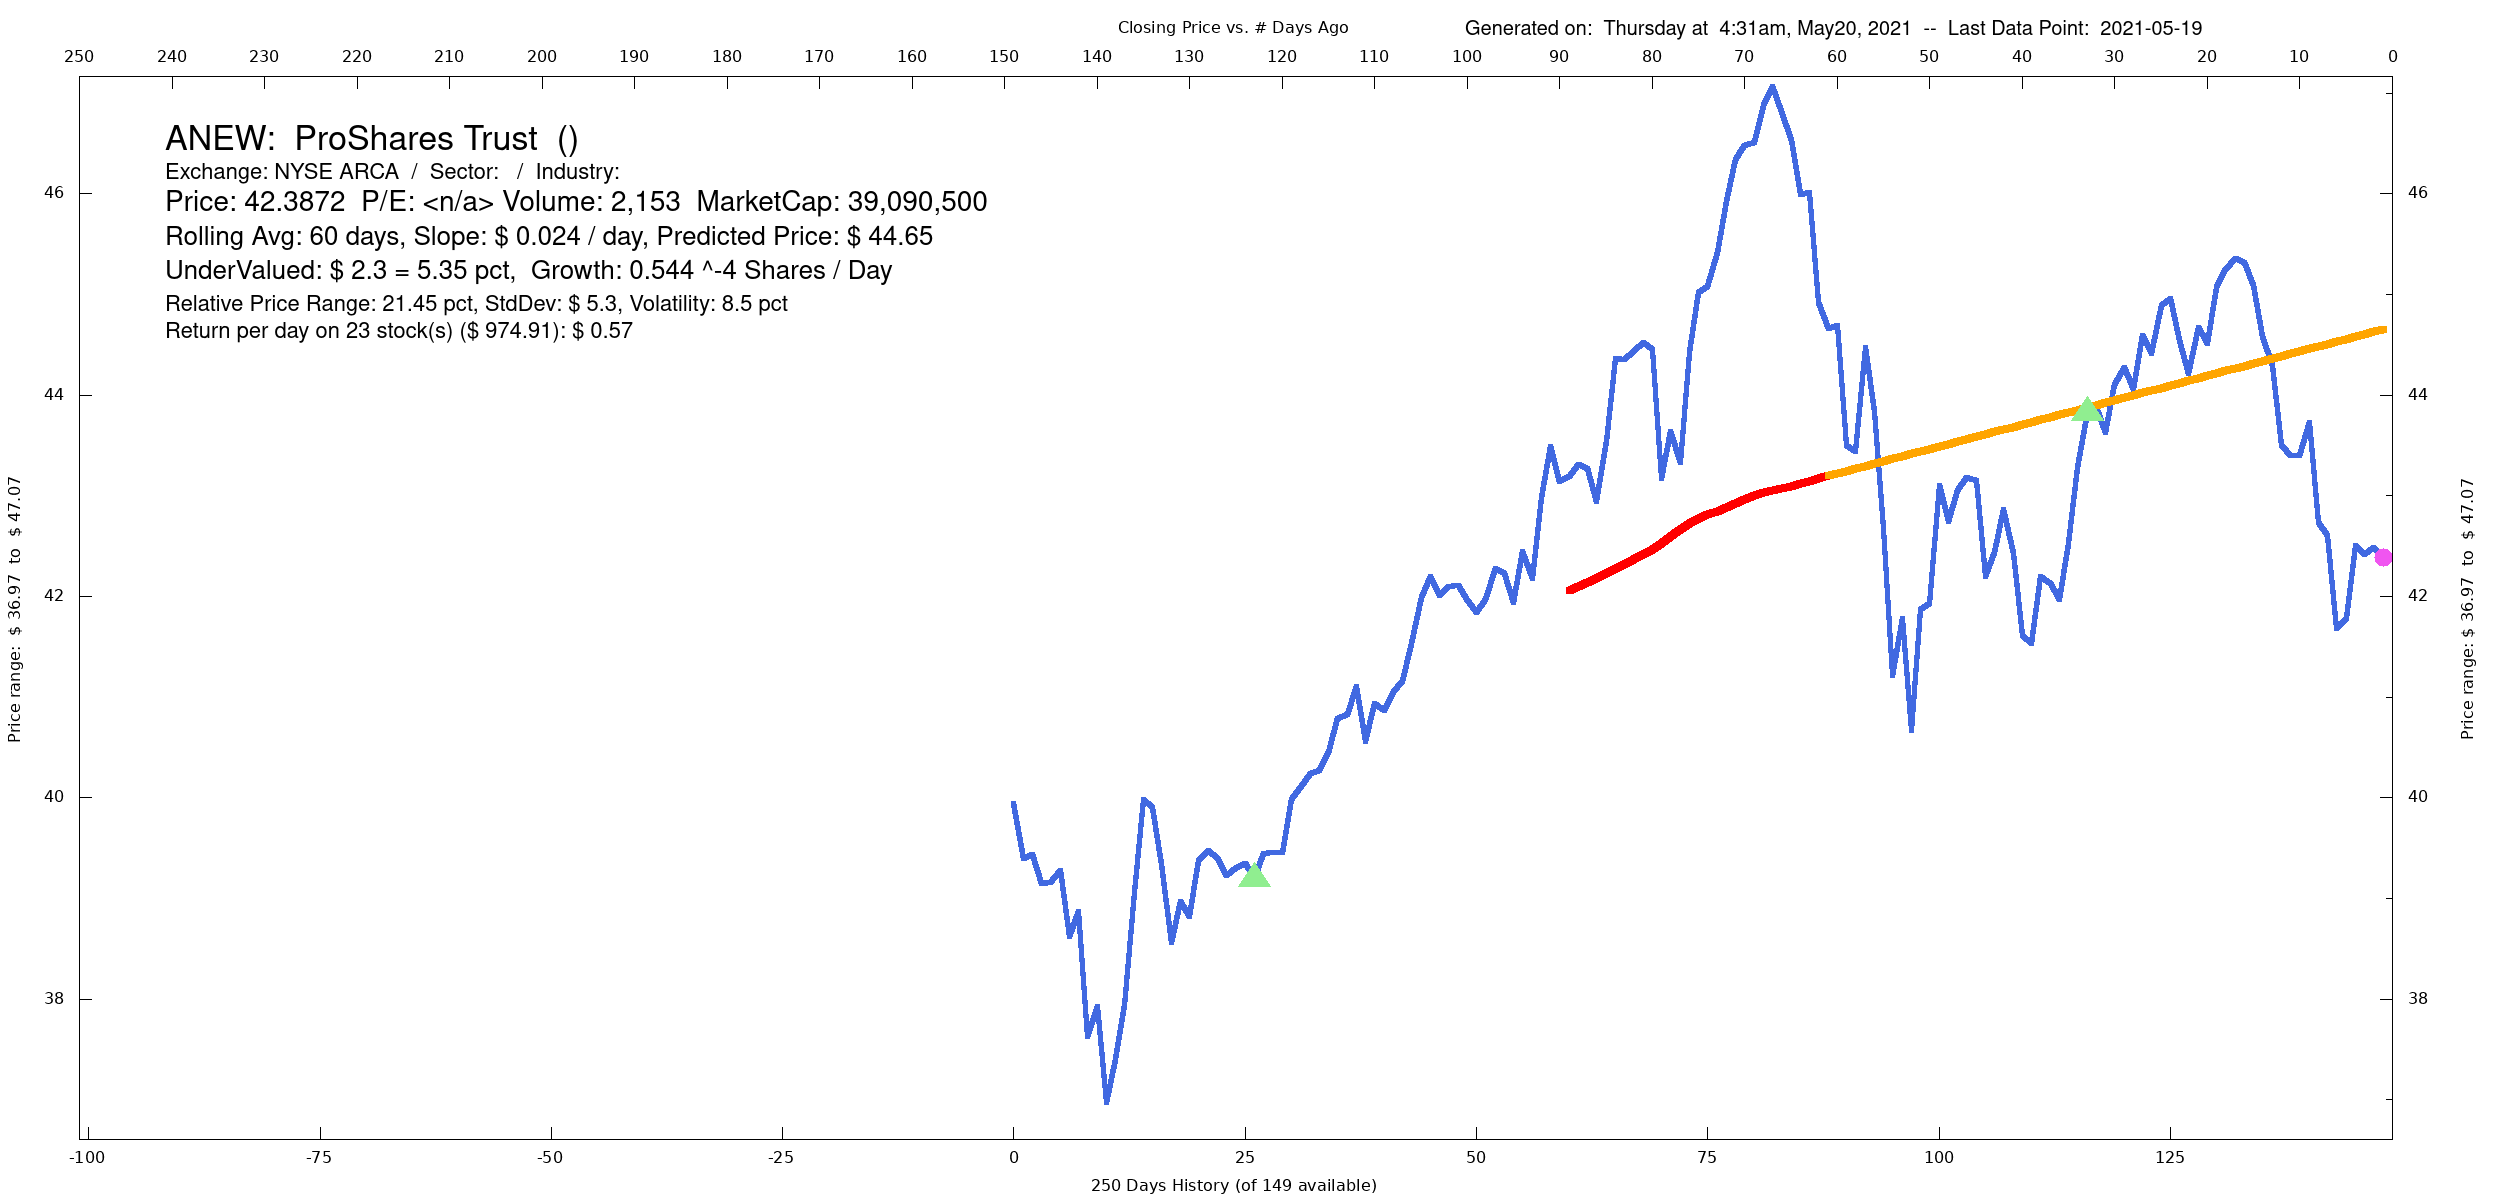 Closing Price vs. # Days Ago
Generated on:  Thursday at  4:31am, May20, 2021  --  Last Data Point:  2021-05-19
250 240 230 220 210 200 190 180 170 160 150 140 130 120 110 100 90 80 70 60 50 40 30 20 10 0
ANEW:  ProShares Trust  ()
Exchange: NYSE ARCA  /  Sector:   /  Industry:
Price: 42.3872  P/E: <n/a> Volume: 2,153  MarketCap: 39,090,500
Rolling Avg: 60 days, Slope: $ 0.024 / day, Predicted Price: $ 44.65
UnderValued: $ 2.3 = 5.35 pct,  Growth: 0.544 ^-4 Shares / Day
Relative Price Range: 21.45 pct, StdDev: $ 5.3, Volatility: 8.5 pct
Return per day on 23 stock(s) ($ 974.91): $ 0.57
46 46
44 44
42 42
40 40
38 38
Price range:  $ 36.97  to  $ 47.07
Price range: $ 36.97  to  $ 47.07
-100 -75 -50 -25 0 25 50 75 100 125
250 Days History (of 149 available)